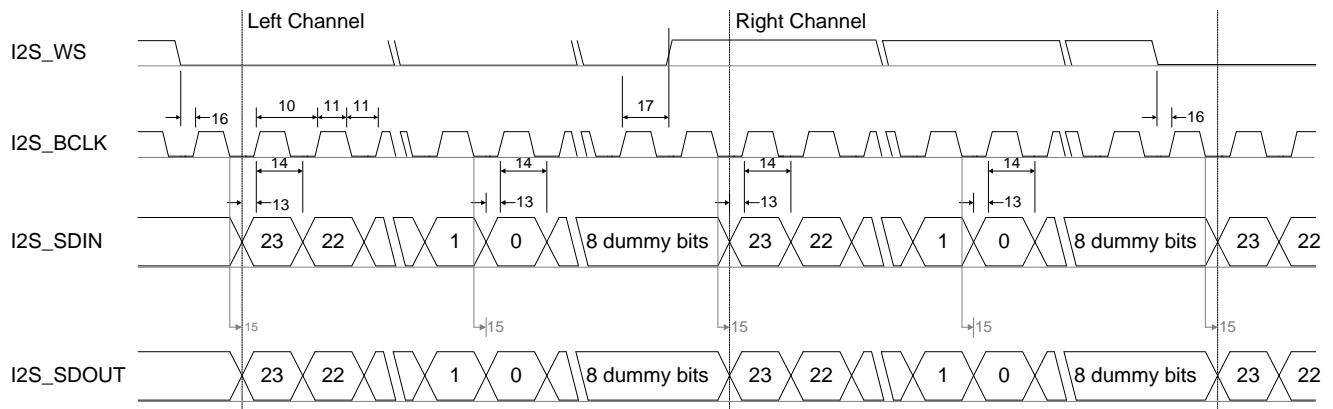 Left Channel Right Channel
I2S_WS
16 10 11 11 17 16
I2S_BCLK
14 14 14 14
13 13 13 13
I2S_SDIN 23 22 1 0 8 dummy bits 23 22 1 0 8 dummy bits 23 22
15 15 15 15 15
I2S_SDOUT 23 22 1 0 8 dummy bits 23 22 1 0 8 dummy bits 23 22